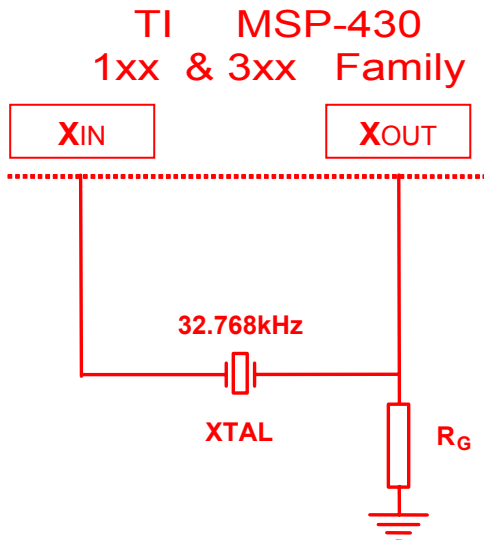 TI MSP-430
1xx & 3xx Family
XIN XOUT
32.768kHz
XTAL
RG